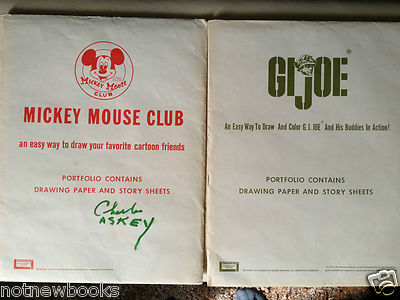 Mickey Mouse
CLUB
MICKEY MOUSE CLUB
an easy way to draw your favorite cartoon friends
PORTFOLIO CONTAINS
DRAWING PAPER AND STORY SHEETS
Charles
ASKEY
GI JOE
®
An Easy Way To Draw and Color G.I. JOE® And His Buddies In Action!
PORTFOLIO CONTAINS
DRAWING PAPER AND STORY SHEETS
notnewbooks